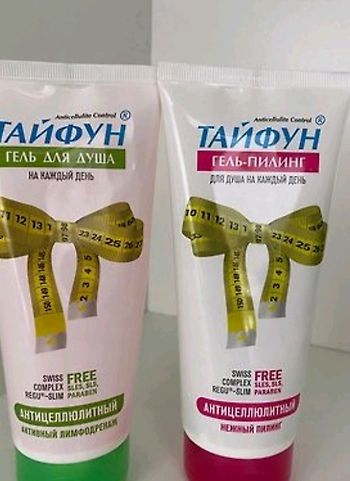 Anticellulite Control
ТАЙФУН®
ГЕЛЬ ДЛЯ ДУША
НА КАЖДЫЙ ДЕНЬ
SWISS
COMPLEX
REGU®-SLIM
FREE
SLES, SLS,
PARABEN
АНТИЦЕЛЛЮЛИТНЫЙ
АКТИВНЫЙ ЛИМФОДРЕНАЖ
Anticellulite Control
ТАЙФУН®
ГЕЛЬ-ПИЛИНГ
ДЛЯ ДУША НА КАЖДЫЙ ДЕНЬ
SWISS
COMPLEX
REGU®-SLIM
FREE
SLES, SLS,
PARABEN
АНТИЦЕЛЛЮЛИТНЫЙ
НЕЖНЫЙ ПИЛИНГ